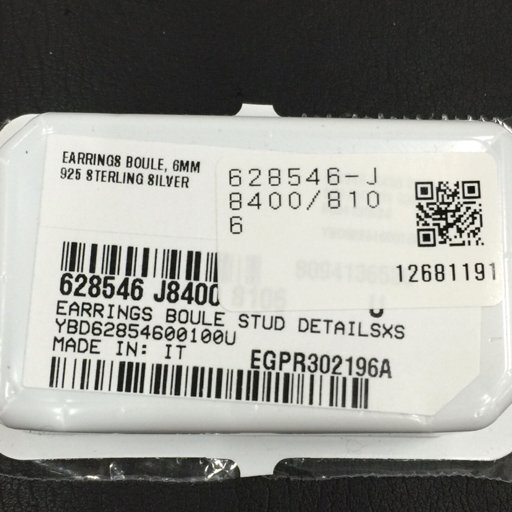 EARRINGS BOULE, 6MM
925 STERLING SILVER
628546-J
8400/810
6
12681191
628546 J8400 8106
U
EARRINGS BOULE STUD DETAILSXS
YBD62854600100U
MADE IN: IT
EGPR302196A